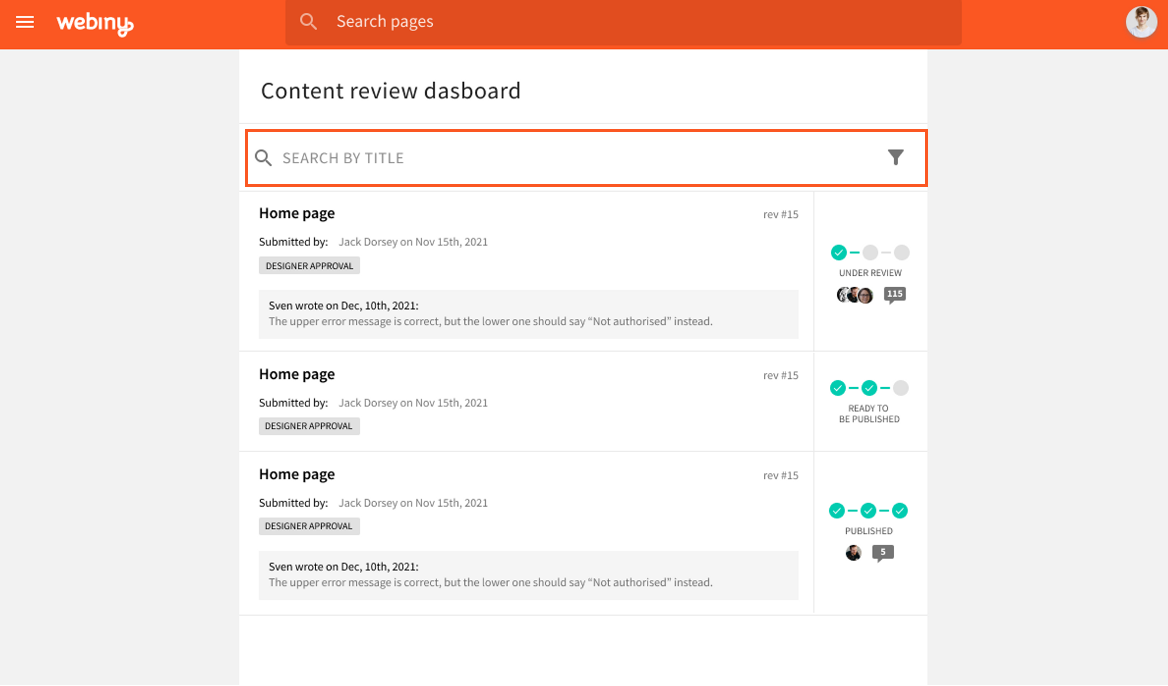 webiny
Search pages
Content review dasboard
SEARCH BY TITLE
Home page
rev #15
Submitted by: Jack Dorsey on Nov 15th, 2021
DESIGNER APPROVAL
Sven wrote on Dec, 10th, 2021:
The upper error message is correct, but the lower one should say “Not authorised” instead.
UNDER REVIEW
115
Home page
rev #15
Submitted by: Jack Dorsey on Nov 15th, 2021
DESIGNER APPROVAL
READY TO
BE PUBLISHED
Home page
rev #15
Submitted by: Jack Dorsey on Nov 15th, 2021
DESIGNER APPROVAL
Sven wrote on Dec, 10th, 2021:
The upper error message is correct, but the lower one should say “Not authorised” instead.
PUBLISHED
5